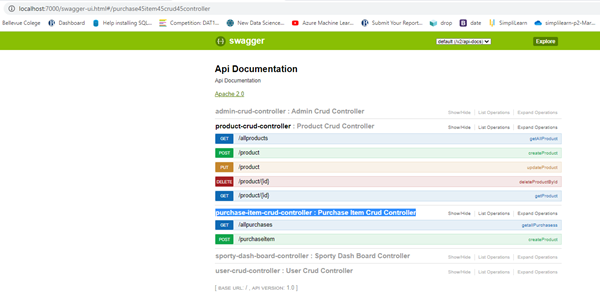 localhost:7000/swagger-ui.html#/purchase45item45crud45controller
Bellevue Colege Dashboard Help installing SQL... Competition: DAT1... New Data Science... Azure Machine Lear... Submit Your Report... drop date Bellevue SimpliLearn simplilearn-p2-Mar...
swagger default (/v2/api-docs) Explore
Api Documentation
Api Documentation
Apache 2.0
admin-crud-controller : Admin Crud Controller Show/Hide List Operations Expand Operations
product-crud-controller : Product Crud Controller Show/Hide List Operations Expand Operations
GET /allproducts getAllProduct
POST /product createProduct
PUT /product updateProduct
DELETE /product/{id} deleteProductById
GET /product/{id} getProduct
purchase-item-crud-controller : Purchase Item Crud Controller Show/Hide List Operations Expand Operations
GET /allpurchases getallPurchasess
POST /purchaseitem createProduct
sporty-dash-board-controller : Sporty Dash Board Controller Show/Hide List Operations Expand Operations
user-crud-controller : User Crud Controller Show/Hide List Operations Expand Operations
[ BASE URL: / , API VERSION: 1.0 ]